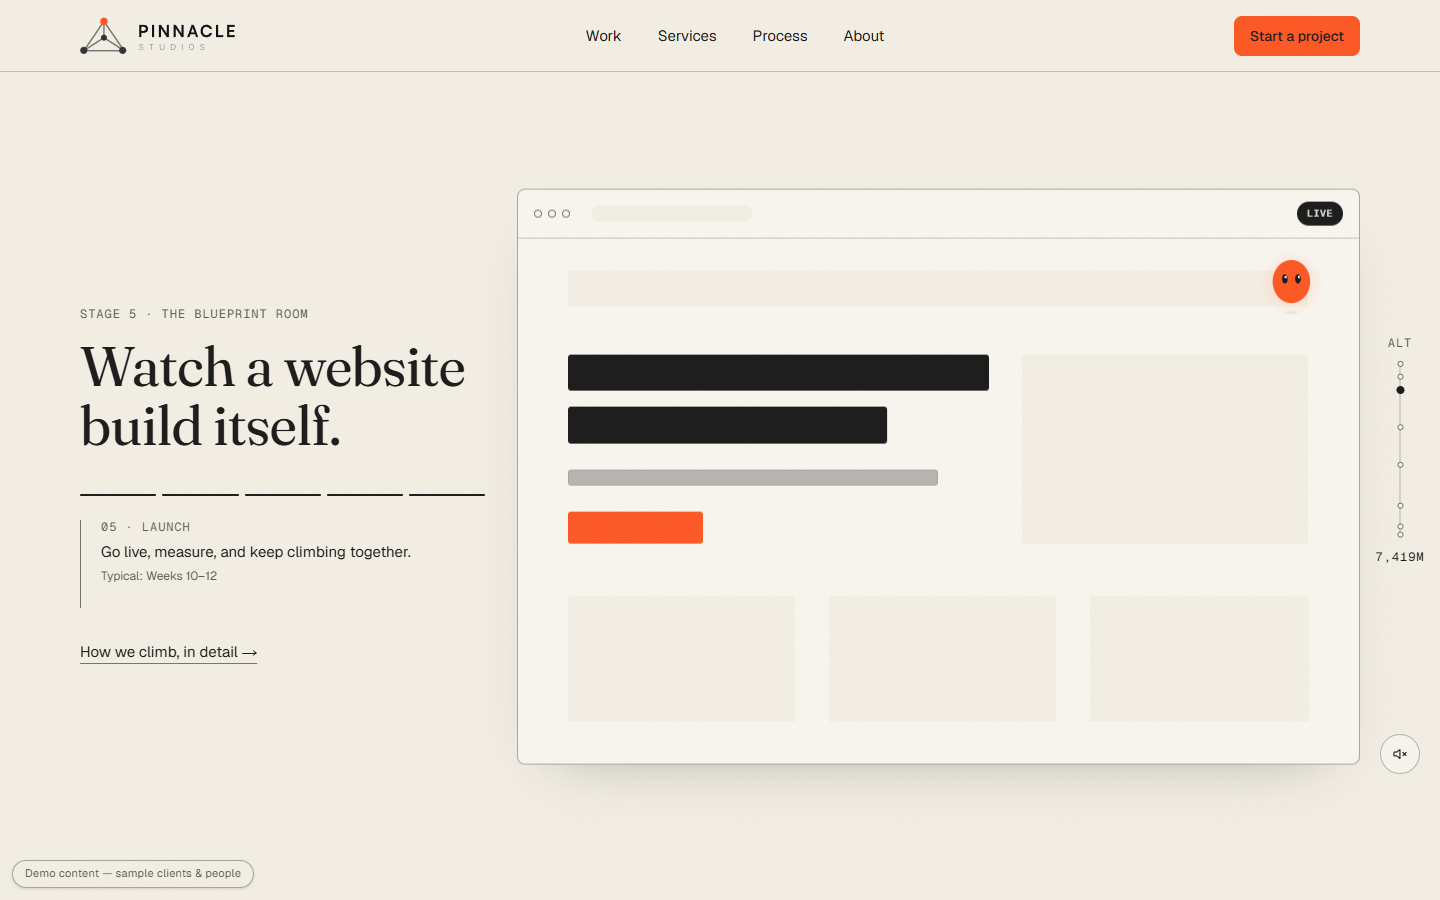 PINNACLE
STUDIOS
Work
Services
Process
About
Start a project
STAGE 5 · THE BLUEPRINT ROOM
Watch a website
build itself.
05 · LAUNCH
Go live, measure, and keep climbing together.
Typical: Weeks 10–12
How we climb, in detail →
LIVE
ALT
7,419M
Demo content — sample clients & people